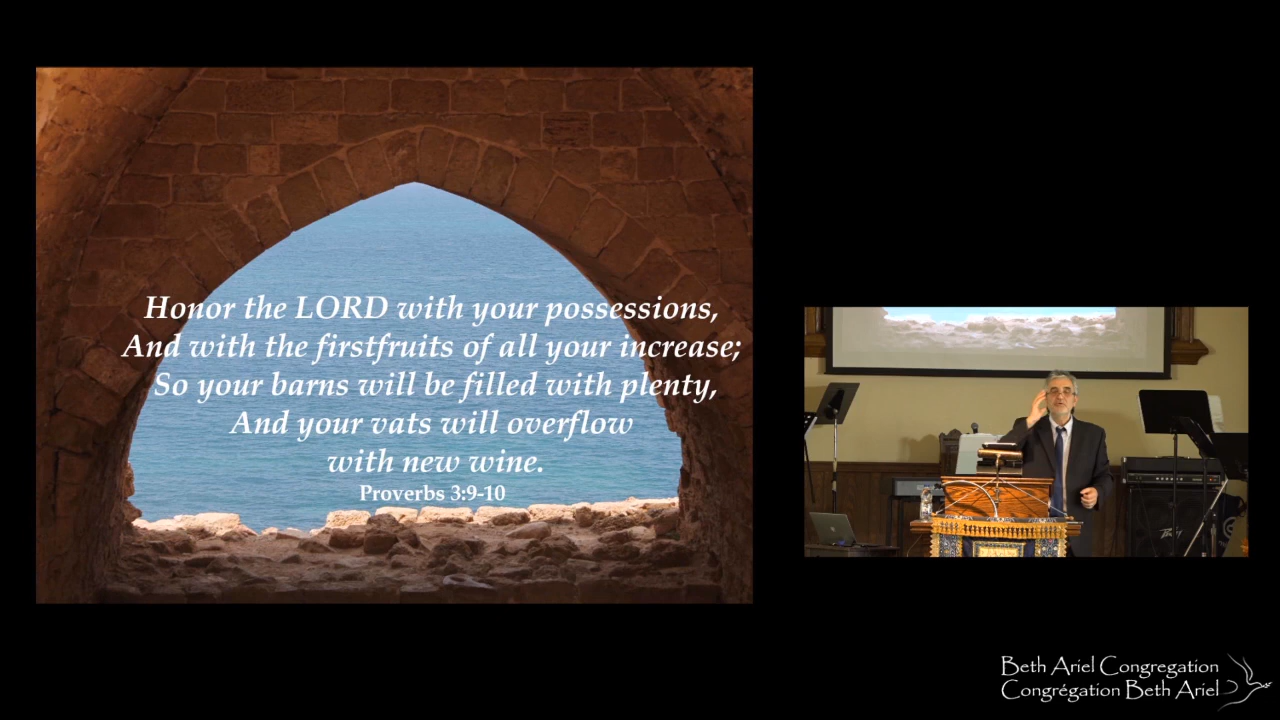 Honor the LORD with your possessions,
And with the firstfruits of all your increase;
So your barns will be filled with plenty,
And your vats will overflow
with new wine.
Proverbs 3:9-10
Beth Ariel Congregation
Congrégation Beth Ariel